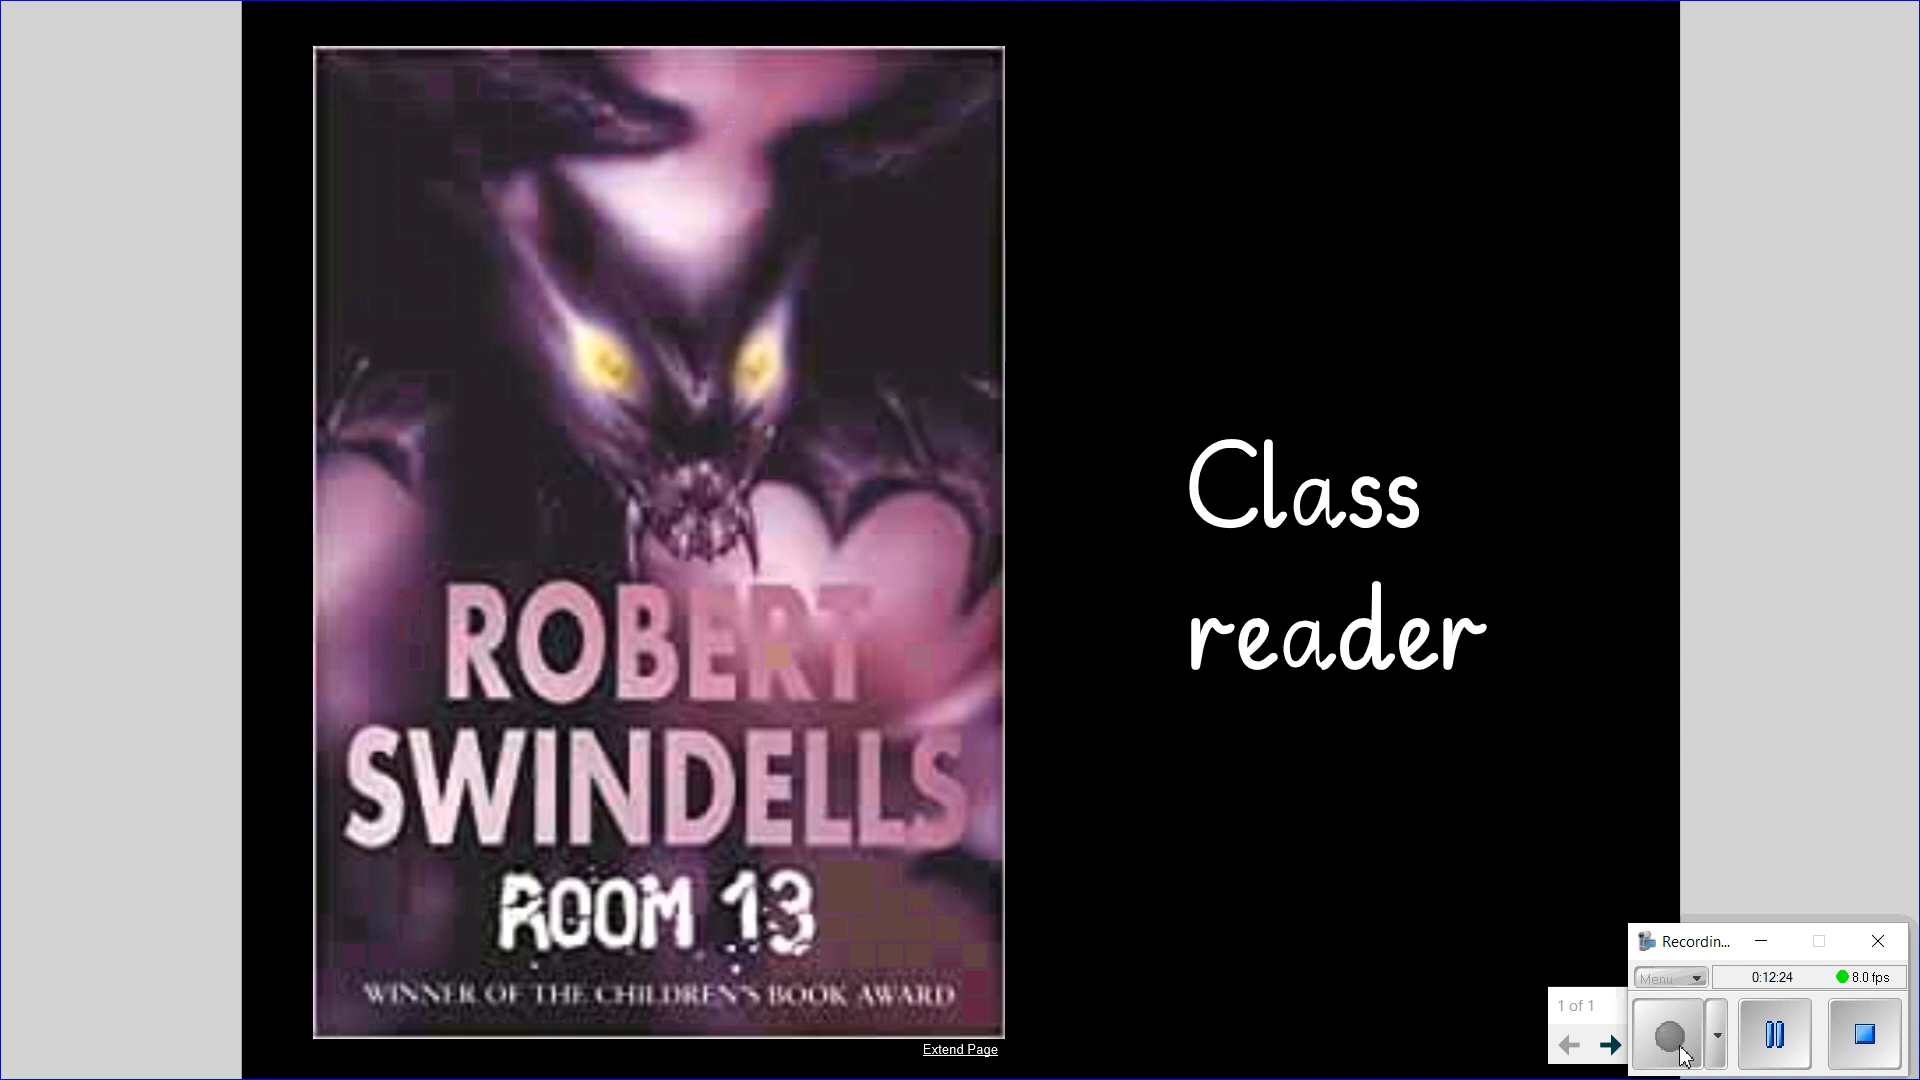 ROBERT
SWINDELLS
ROOM 13
WINNER OF THE CHILDREN'S BOOK AWARD
Extend Page
Class
reader
Recordin...
Menu
0:12:24
8.0 fps
1 of 1